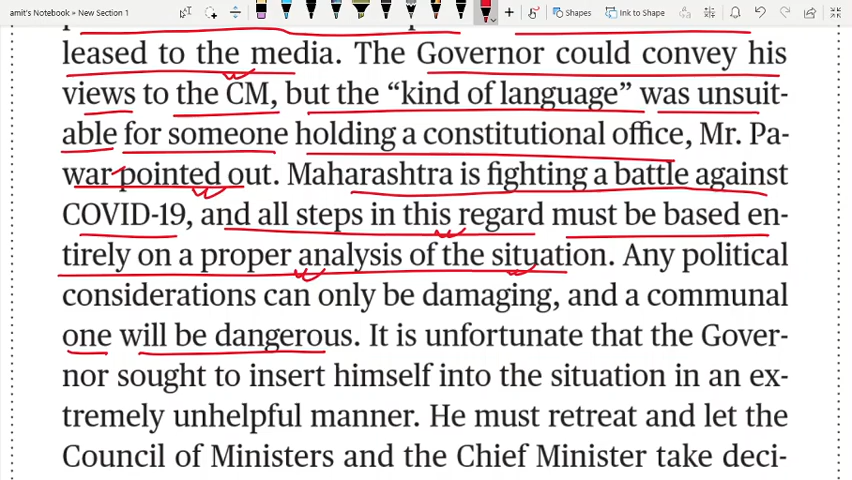 amit's Notebook » New Section 1
Shapes
Ink to Shape
leased to the media. The Governor could convey his
views to the CM, but the “kind of language” was unsuit-
able for someone holding a constitutional office, Mr. Pa-
war pointed out. Maharashtra is fighting a battle against
COVID-19, and all steps in this regard must be based en-
tirely on a proper analysis of the situation. Any political
considerations can only be damaging, and a communal
one will be dangerous. It is unfortunate that the Gover-
nor sought to insert himself into the situation in an ex-
tremely unhelpful manner. He must retreat and let the
Council of Ministers and the Chief Minister take deci-